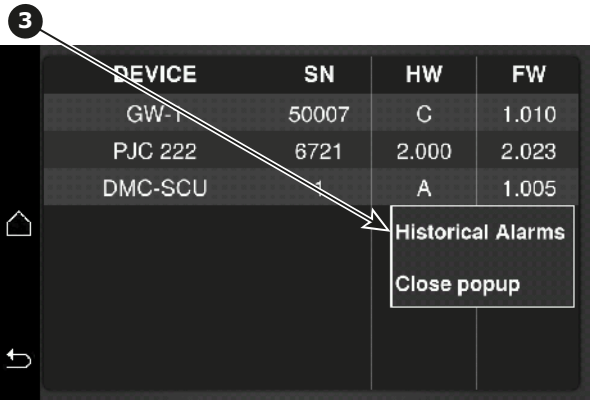 3
DEVICE SN HW FW
GW-1 50007 C 1.010
PJC 222 6721 2.000 2.023
DMC-SCU 1 A 1.005
Historical Alarms
Close popup